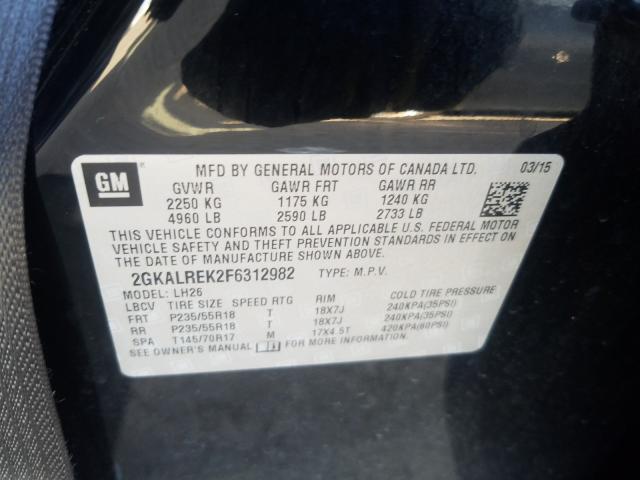 GM
MFD BY GENERAL MOTORS OF CANADA LTD. 03/15
GVWR GAWR FRT GAWR RR
2250 KG 1175 KG 1240 KG
4960 LB 2590 LB 2733 LB
THIS VEHICLE CONFORMS TO ALL APPLICABLE U.S. FEDERAL MOTOR
VEHICLE SAFETY AND THEFT PREVENTION STANDARDS IN EFFECT ON
THE DATE OF MANUFACTURE SHOWN ABOVE.
2GKALREK2F6312982 TYPE: M.P.V.
MODEL: LH26
LBCV TIRE SIZE SPEED RTG RIM COLD TIRE PRESSURE
FRT P235/55R18 T 18X7J 240KPA(35PSI)
RR P235/55R18 T 18X7J 240KPA(35PSI)
SPA T145/70R17 M 17X4.5T 420KPA(60PSI)
SEE OWNER'S MANUAL FOR MORE INFORMATION.